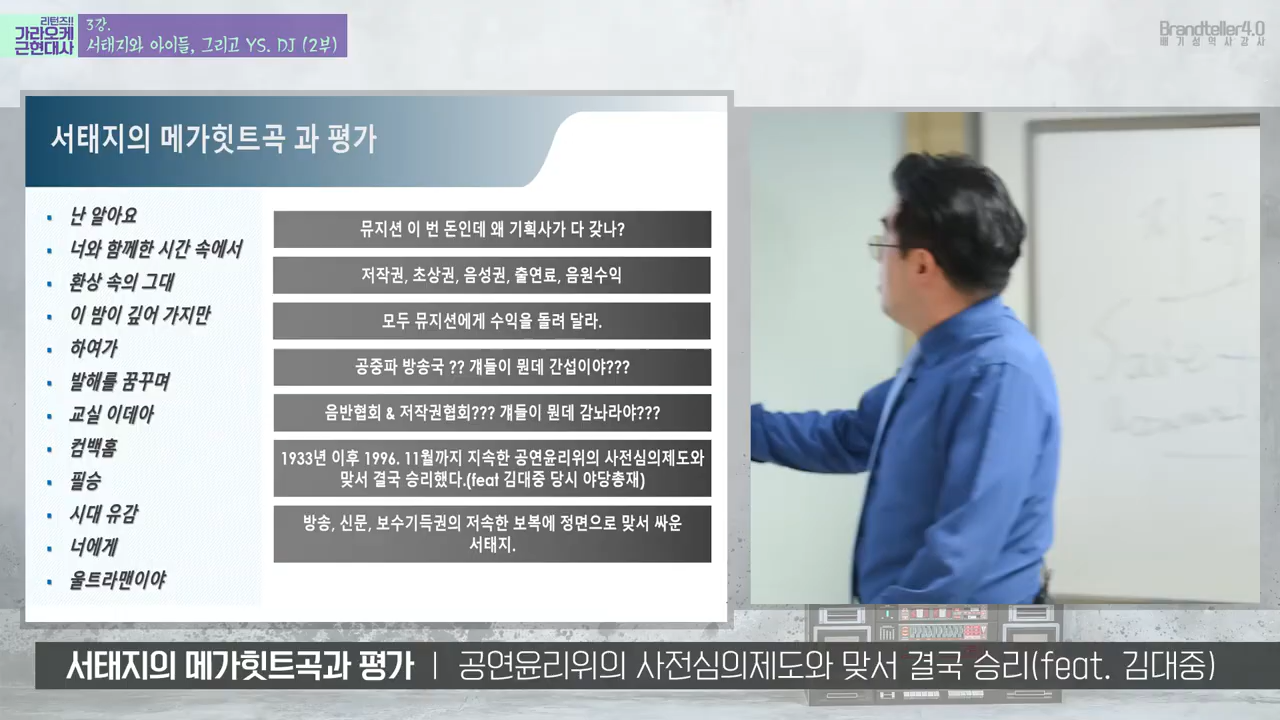 리턴즈!!
가라오케
근현대사
3강.
서태지와 아이들, 그리고 YS. DJ (2부)
Brandteller4.0
배기성역사강사
서태지의 메가힛트곡 과 평가
난 알아요
너와 함께한 시간 속에서
환상 속의 그대
이 밤이 깊어 가지만
하여가
발해를 꿈꾸며
교실 이데아
컴백홈
필승
시대 유감
너에게
울트라맨이야
뮤지션 이 번 돈인데 왜 기획사가 다 갖나?
저작권, 초상권, 음성권, 출연료, 음원수익
모두 뮤지션에게 수익을 돌려 달라.
공중파 방송국 ?? 걔들이 뭔데 간섭이야???
음반협회 & 저작권협회??? 걔들이 뭔데 감놔라야???
1933년 이후 1996. 11월까지 지속한 공연윤리위의 사전심의제도와
맞서 결국 승리했다.(feat 김대중 당시 야당총재)
방송, 신문, 보수기득권의 저속한 보복에 정면으로 맞서 싸운
서태지.
서태지의 메가힛트곡과 평가 | 공연윤리위의 사전심의제도와 맞서 결국 승리(feat. 김대중)